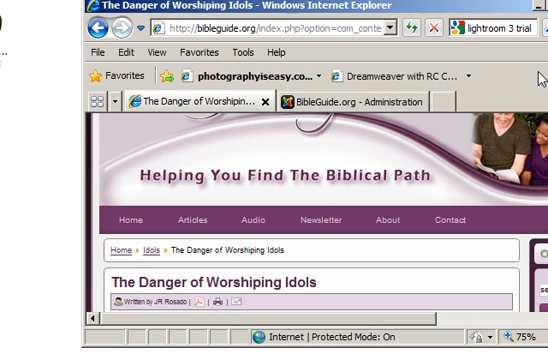 The Danger of Worshiping Idols - Windows Internet Explorer
http://bibleguide.org/index.php?option=com_conte
lightroom 3 trial
File Edit View Favorites Tools Help
Favorites photographyiseasy.co... Dreamweaver with RC C...
The Danger of Worshipin... BibleGuide.org - Administration
Helping You Find The Biblical Path
Home Articles Audio Newsletter About Contact
Home Idols The Danger of Worshiping Idols
The Danger of Worshiping Idols
Written by JR Rosado | | |
Internet | Protected Mode: On 75%